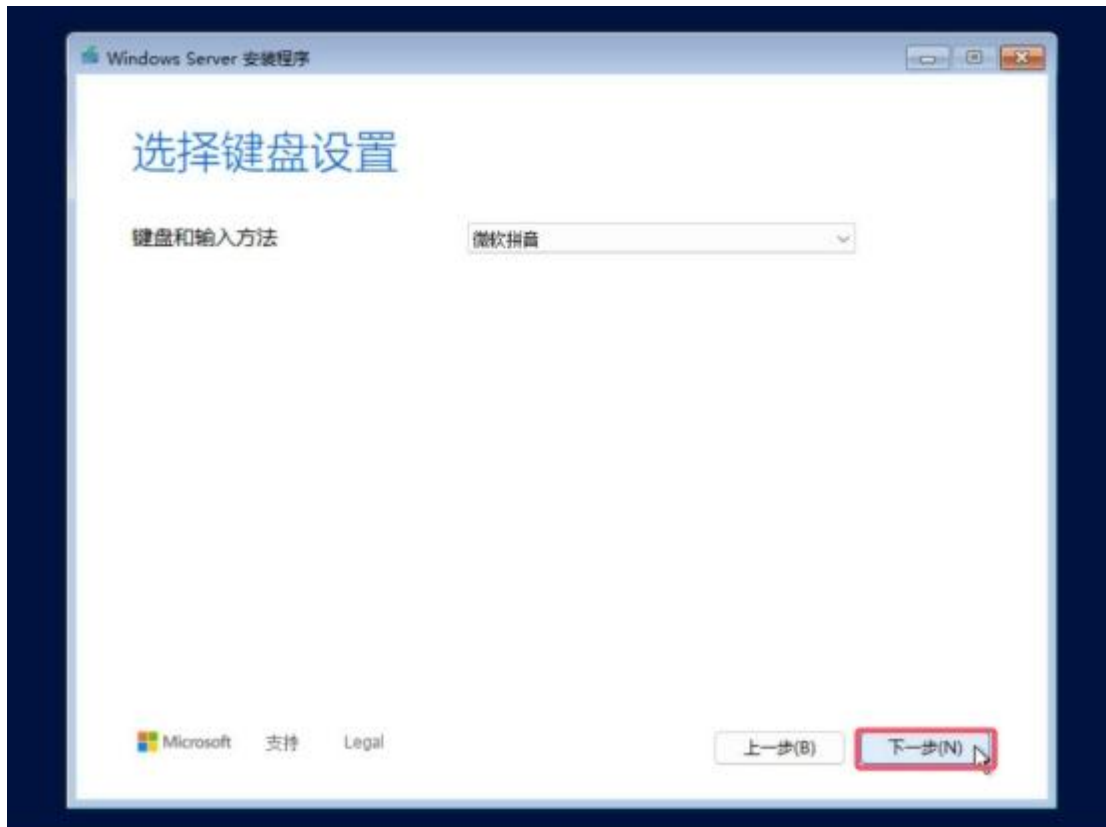 Windows Server 安装程序
选择键盘设置
键盘和输入方法
微软拼音
Microsoft 支持 Legal
上一步(B) 下一步(N)